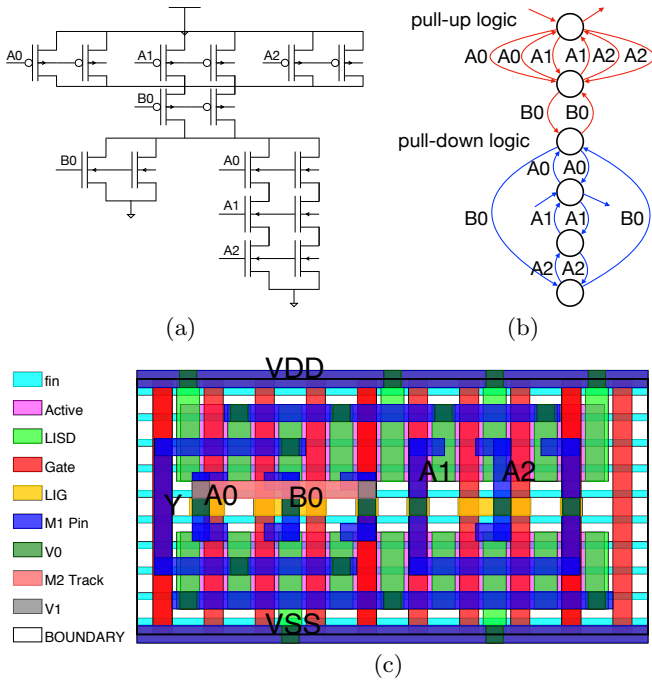 A0
A1
A2
B0
B0
A0
A1
A2
(a)
pull-up logic
A0 A0 A1 A1 A2 A2
B0 B0
pull-down logic
A0 A0
B0 A1 A1 B0
A2 A2
(b)
fin
Active
LISD
Gate
LIG
M1 Pin
V0
M2 Track
V1
BOUNDARY
VDD
A1 A2
Y A0 B0
VSS
(c)